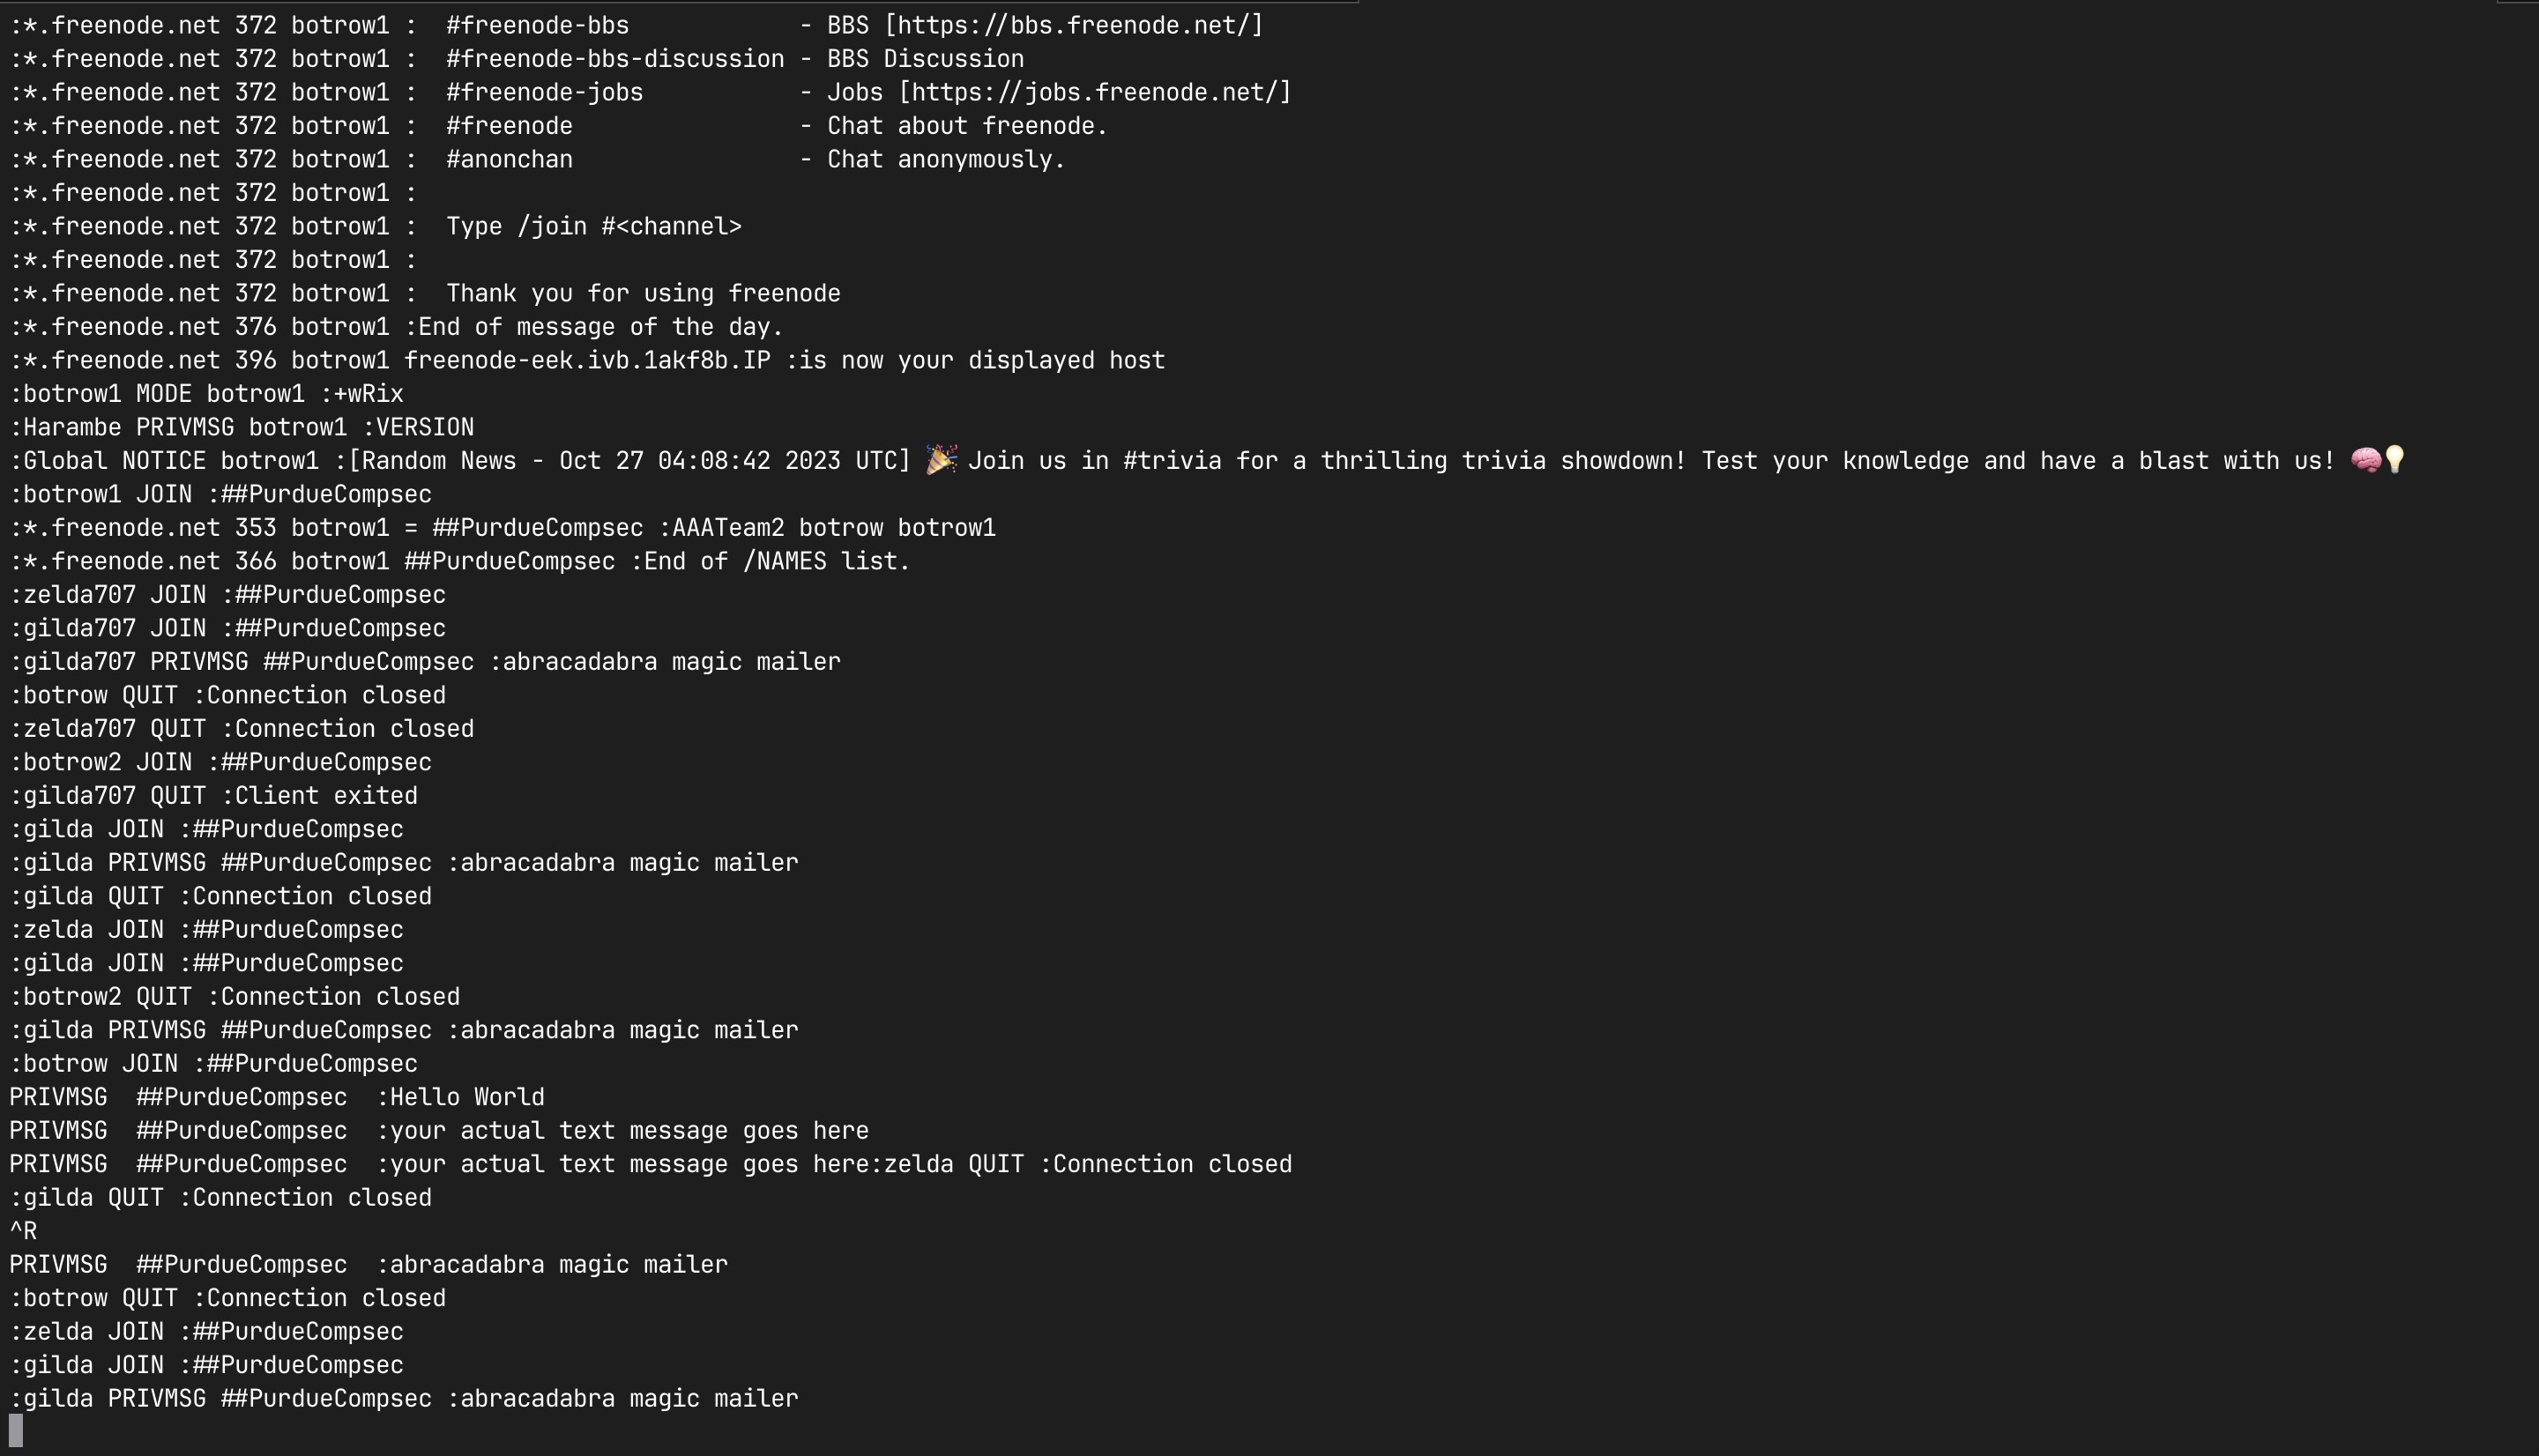 :*.freenode.net 372 botrow1 :  #freenode-bbs            - BBS [https://bbs.freenode.net/]
:*.freenode.net 372 botrow1 :  #freenode-bbs-discussion - BBS Discussion
:*.freenode.net 372 botrow1 :  #freenode-jobs           - Jobs [https://jobs.freenode.net/]
:*.freenode.net 372 botrow1 :  #freenode                - Chat about freenode.
:*.freenode.net 372 botrow1 :  #anonchan                - Chat anonymously.
:*.freenode.net 372 botrow1 :
:*.freenode.net 372 botrow1 :  Type /join #<channel>
:*.freenode.net 372 botrow1 :
:*.freenode.net 372 botrow1 :  Thank you for using freenode
:*.freenode.net 376 botrow1 :End of message of the day.
:*.freenode.net 396 botrow1 freenode-eek.ivb.1akf8b.IP :is now your displayed host
:botrow1 MODE botrow1 :+wRix
:Harambe PRIVMSG botrow1 :VERSION
:Global NOTICE botrow1 :[Random News - Oct 27 04:08:42 2023 UTC] 🎉 Join us in #trivia for a thrilling trivia showdown! Test your knowledge and have a blast with us! 🧠💡
:botrow1 JOIN :##PurdueCompsec
:*.freenode.net 353 botrow1 = ##PurdueCompsec :AAATeam2 botrow botrow1
:*.freenode.net 366 botrow1 ##PurdueCompsec :End of /NAMES list.
:zelda707 JOIN :##PurdueCompsec
:gilda707 JOIN :##PurdueCompsec
:gilda707 PRIVMSG ##PurdueCompsec :abracadabra magic mailer
:botrow QUIT :Connection closed
:zelda707 QUIT :Connection closed
:botrow2 JOIN :##PurdueCompsec
:gilda707 QUIT :Client exited
:gilda JOIN :##PurdueCompsec
:gilda PRIVMSG ##PurdueCompsec :abracadabra magic mailer
:gilda QUIT :Connection closed
:zelda JOIN :##PurdueCompsec
:gilda JOIN :##PurdueCompsec
:botrow2 QUIT :Connection closed
:gilda PRIVMSG ##PurdueCompsec :abracadabra magic mailer
:botrow JOIN :##PurdueCompsec
PRIVMSG  ##PurdueCompsec  :Hello World
PRIVMSG  ##PurdueCompsec  :your actual text message goes here
PRIVMSG  ##PurdueCompsec  :your actual text message goes here:zelda QUIT :Connection closed
:gilda QUIT :Connection closed
^R
PRIVMSG  ##PurdueCompsec  :abracadabra magic mailer
:botrow QUIT :Connection closed
:zelda JOIN :##PurdueCompsec
:gilda JOIN :##PurdueCompsec
:gilda PRIVMSG ##PurdueCompsec :abracadabra magic mailer